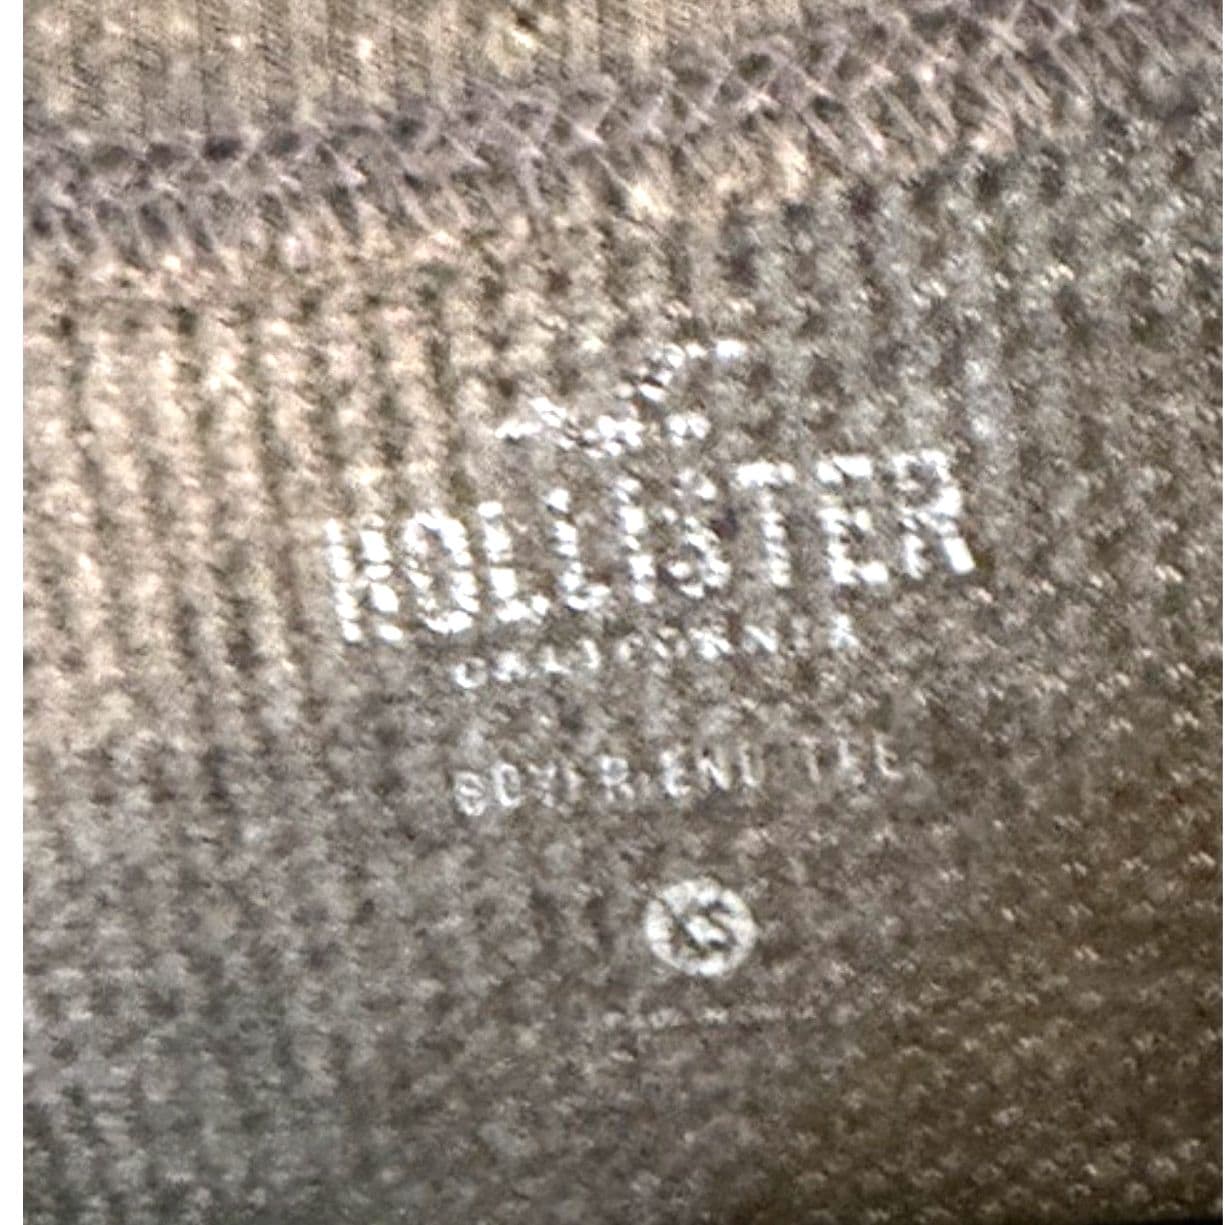 HOLLISTER
CALIFORNIA
BOYFRIEND TEE
XS